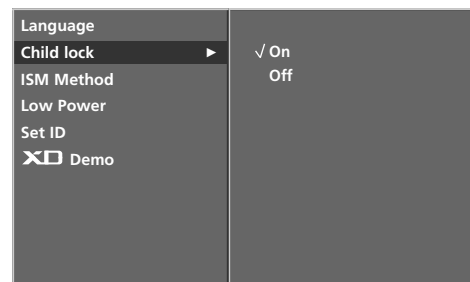 Language
Child lock ►
ISM Method
Low Power
Set ID
XD Demo
√ On
Off